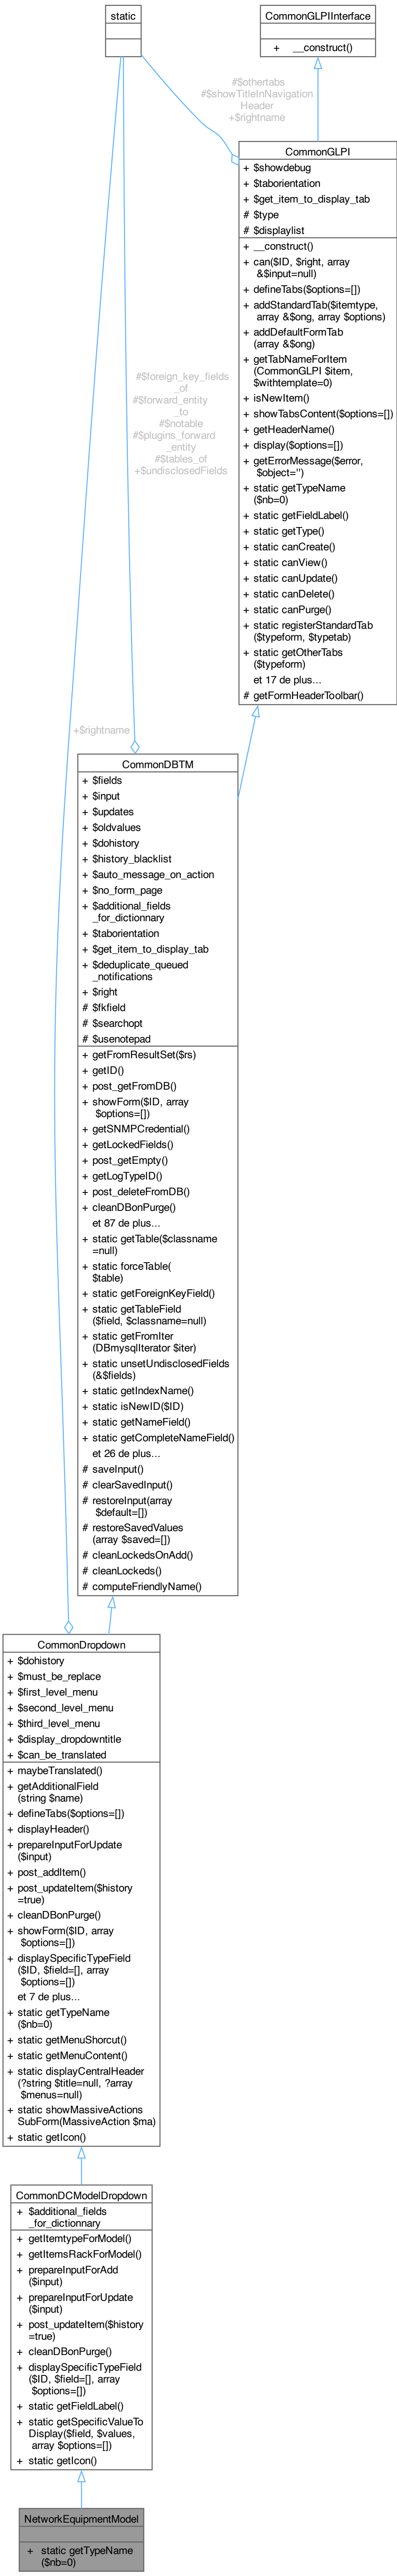 static
CommonGLPIInterface
+ __construct()
#$othertabs
#$showTitleInNavigation
Header
+$rightname
CommonGLPI
+ $showdebug
+ $taborientation
+ $get_item_to_display_tab
# $type
# $displaylist
+ __construct()
+ can($ID, $right, array
&$input=null)
+ defineTabs($options=[])
+ addStandardTab($itemtype,
array &$ong, array $options)
+ addDefaultFormTab
(array &$ong)
+ getTabNameForItem
(CommonGLPI $item,
$withtemplate=0)
+ isNewItem()
+ showTabsContent($options=[])
+ getHeaderName()
+ display($options=[])
+ getErrorMessage($error,
$object='')
+ static getTypeName
($nb=0)
+ static getFieldLabel()
+ static getType()
+ static canCreate()
+ static canView()
+ static canUpdate()
+ static canDelete()
+ static canPurge()
+ static registerStandardTab
($typeform, $typetab)
+ static getOtherTabs
($typeform)
et 17 de plus...
# getFormHeaderToolbar()
#$foreign_key_fields
_of
#$forward_entity
_to
#$notable
#$plugins_forward
_entity
#$tables_of
+$undisclosedFields
+$rightname
CommonDBTM
+ $fields
+ $input
+ $updates
+ $oldvalues
+ $dohistory
+ $history_blacklist
+ $auto_message_on_action
+ $no_form_page
+ $additional_fields
_for_dictionnary
+ $taborientation
+ $get_item_to_display_tab
+ $deduplicate_queued
_notifications
+ $right
# $fkfield
# $searchopt
# $usenotepad
+ getFromResultSet($rs)
+ getID()
+ post_getFromDB()
+ showForm($ID, array
$options=[])
+ getSNMPCredential()
+ getLockedFields()
+ post_getEmpty()
+ getLogTypeID()
+ post_deleteFromDB()
+ cleanDBonPurge()
et 87 de plus...
+ static getTable($classname
=null)
+ static forceTable(
$table)
+ static getForeignKeyField()
+ static getTableField
($field, $classname=null)
+ static getFromIter
(DBmysqlIterator $iter)
+ static unsetUndisclosedFields
(&$fields)
+ static getIndexName()
+ static isNewID($ID)
+ static getNameField()
+ static getCompleteNameField()
et 26 de plus...
# saveInput()
# clearSavedInput()
# restoreInput(array
$default=[])
# restoreSavedValues
(array $saved=[])
# cleanLockedsOnAdd()
# cleanLockeds()
# computeFriendlyName()
CommonDropdown
+ $dohistory
+ $must_be_replace
+ $first_level_menu
+ $second_level_menu
+ $third_level_menu
+ $display_dropdowntitle
+ $can_be_translated
+ maybeTranslated()
+ getAdditionalField
(string $name)
+ defineTabs($options=[])
+ displayHeader()
+ prepareInputForUpdate
($input)
+ post_addItem()
+ post_updateItem($history
=true)
+ cleanDBonPurge()
+ showForm($ID, array
$options=[])
+ displaySpecificTypeField
($ID, $field=[], array
$options=[])
et 7 de plus...
+ static getTypeName
($nb=0)
+ static getMenuShorcut()
+ static getMenuContent()
+ static displayCentralHeader
(?string $title=null, ?array
$menus=null)
+ static showMassiveActions
SubForm(MassiveAction $ma)
+ static getIcon()
CommonDCModelDropdown
+ $additional_fields
_for_dictionnary
+ getItemtypeForModel()
+ getItemsRackForModel()
+ prepareInputForAdd
($input)
+ prepareInputForUpdate
($input)
+ post_updateItem($history
=true)
+ cleanDBonPurge()
+ displaySpecificTypeField
($ID, $field=[], array
$options=[])
+ static getFieldLabel()
+ static getSpecificValueTo
Display($field, $values,
array $options=[])
+ static getIcon()
NetworkEquipmentModel
+ static getTypeName
($nb=0)